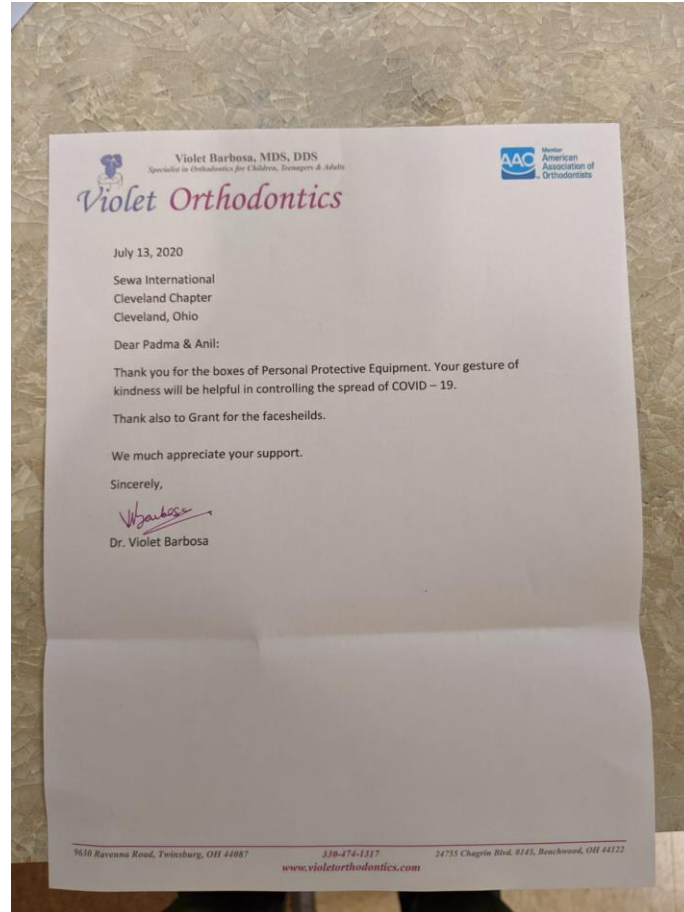 Violet Barbosa, MDS, DDS
Specialist in Orthodontics for Children, Teenagers & Adults
Violet Orthodontics
AAO
Member
American
Association of
Orthodontists
July 13, 2020
Sewa International
Cleveland Chapter
Cleveland, Ohio
Dear Padma & Anil:
Thank you for the boxes of Personal Protective Equipment. Your gesture of
kindness will be helpful in controlling the spread of COVID – 19.
Thank also to Grant for the facesheilds.
We much appreciate your support.
Sincerely,
VBarbosa
Dr. Violet Barbosa
9630 Ravenna Road, Twinsburg, OH 44087
330-474-1317
24755 Chagrin Blvd. #145, Beachwood, OH 44122
www.violetorthodontics.com